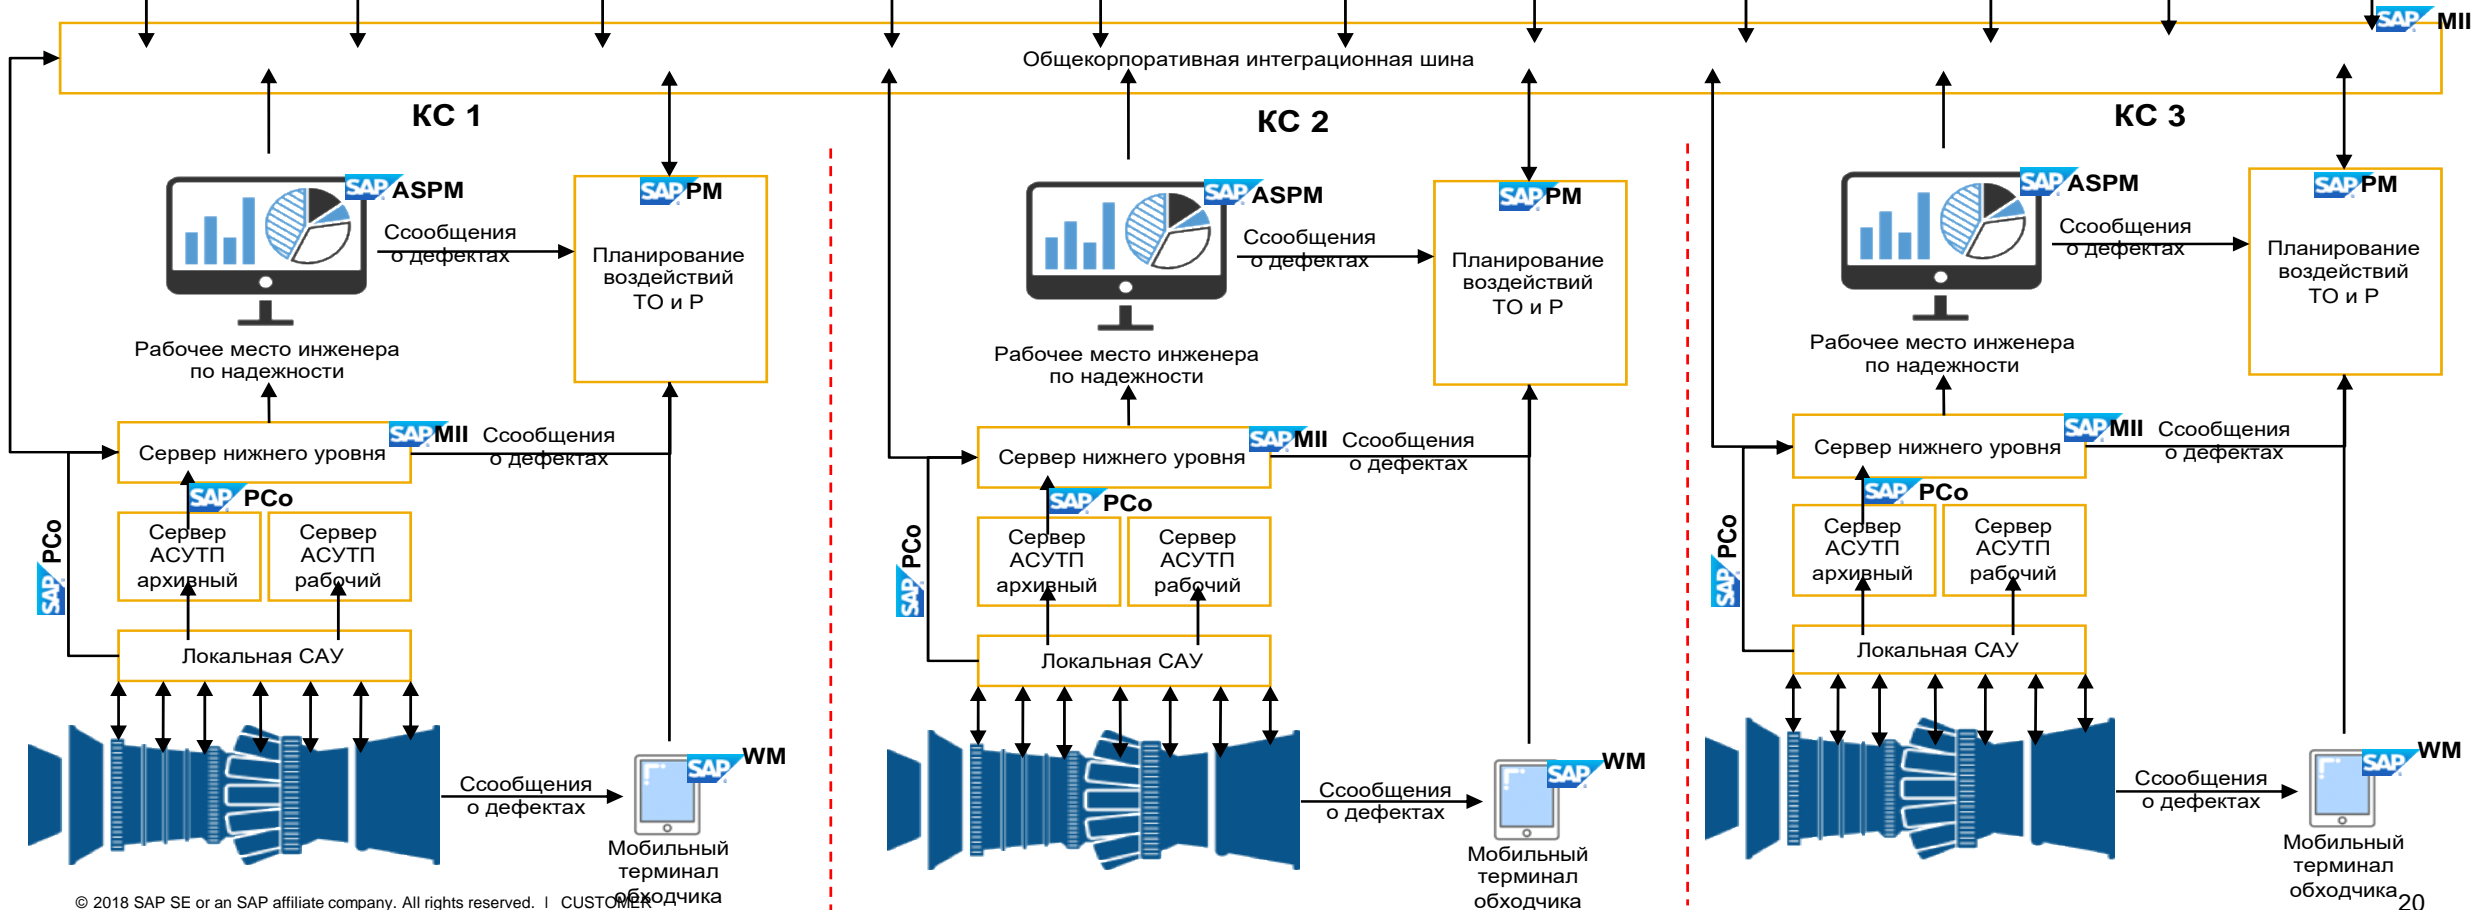 SAP MII
Общекорпоративная интеграционная шина
КС 1
SAP ASPM
SAP PM
Ссообщения
о дефектах
Планирование
воздействий
ТО и Р
Рабочее место инженера
по надежности
SAP MII
Ссообщения
о дефектах
Сервер нижнего уровня
SAP PCo
SAP PCo
Сервер
АСУТП
архивный
Сервер
АСУТП
рабочий
Локальная САУ
SAP WM
Ссообщения
о дефектах
Мобильный
терминал
обходчика
КС 2
SAP ASPM
SAP PM
Ссообщения
о дефектах
Планирование
воздействий
ТО и Р
Рабочее место инженера
по надежности
SAP MII
Ссообщения
о дефектах
Сервер нижнего уровня
SAP PCo
SAP PCo
Сервер
АСУТП
архивный
Сервер
АСУТП
рабочий
Локальная САУ
SAP WM
Ссообщения
о дефектах
Мобильный
терминал
обходчика
КС 3
SAP ASPM
SAP PM
Ссообщения
о дефектах
Планирование
воздействий
ТО и Р
Рабочее место инженера
по надежности
SAP MII
Ссообщения
о дефектах
Сервер нижнего уровня
SAP PCo
SAP PCo
Сервер
АСУТП
архивный
Сервер
АСУТП
рабочий
Локальная САУ
SAP WM
Ссообщения
о дефектах
Мобильный
терминал
обходчика
© 2018 SAP SE or an SAP affiliate company. All rights reserved. | CUSTOMER
20